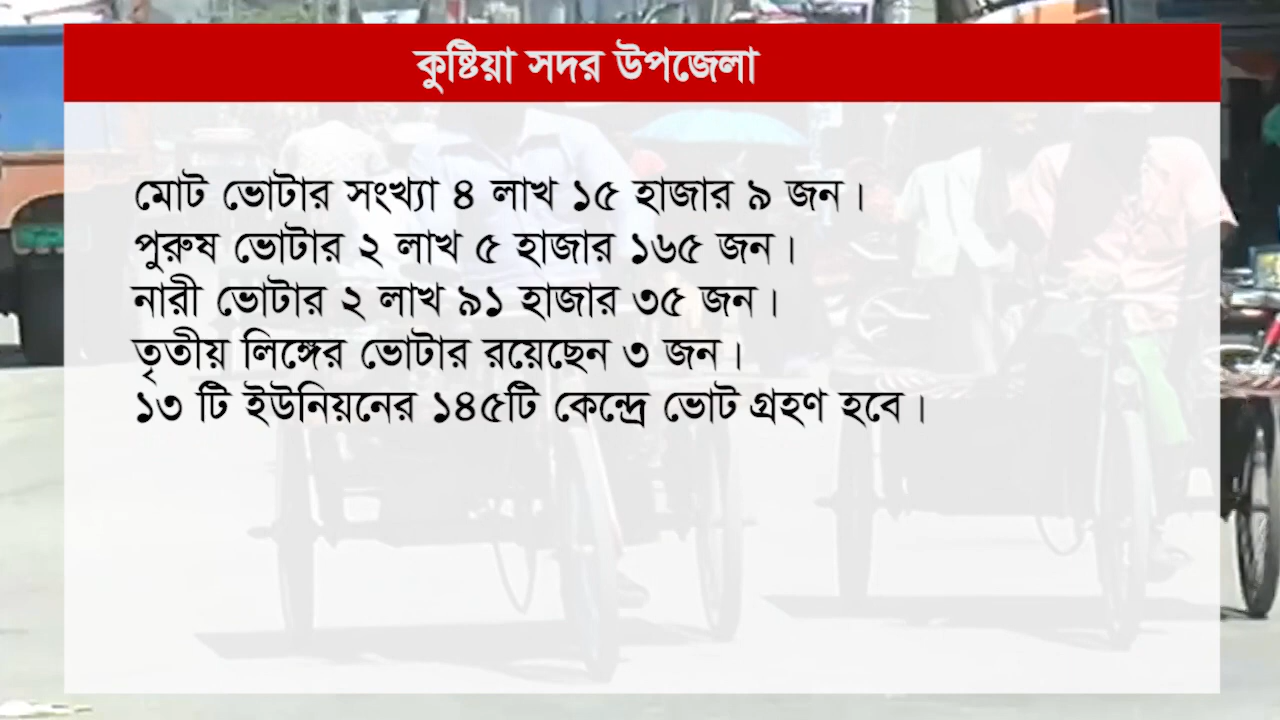 কুষ্টিয়া সদর উপজেলা
মোট ভোটার সংখ্যা ৪ লাখ ১৫ হাজার ৯ জন।
পুরুষ ভোটার ২ লাখ ৫ হাজার ১৬৫ জন।
নারী ভোটার ২ লাখ ৯১ হাজার ৩৫ জন।
তৃতীয় লিঙ্গের ভোটার রয়েছেন ৩ জন।
১৩ টি ইউনিয়নের ১৪৫টি কেন্দ্রে ভোট গ্রহণ হবে।